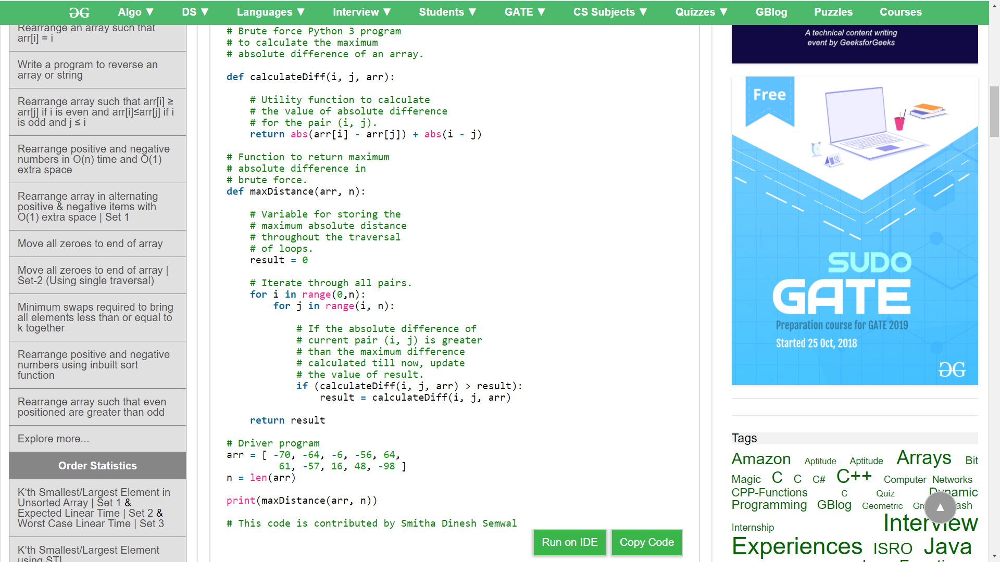 Algo ▼ DS ▼ Languages ▼ Interview ▼ Students ▼ GATE ▼ CS Subjects ▼ Quizzes ▼ GBlog Puzzles Courses
Rearrange an array such that
arr[i] = i
Write a program to reverse an
array or string
Rearrange array such that arr[i] ≥
arr[j] if i is even and arr[i]≤arr[j] if i
is odd and j ≤ i
Rearrange positive and negative
numbers in O(n) time and O(1)
extra space
Rearrange array in alternating
positive & negative items with
O(1) extra space | Set 1
Move all zeroes to end of array
Move all zeroes to end of array |
Set-2 (Using single traversal)
Minimum swaps required to bring
all elements less than or equal to
k together
Rearrange positive and negative
numbers using inbuilt sort
function
Rearrange array such that even
positioned are greater than odd
Explore more...
Order Statistics
K’th Smallest/Largest Element in
Unsorted Array | Set 1 &
Expected Linear Time | Set 2 &
Worst Case Linear Time | Set 3
K’th Smallest/Largest Element
using STL
# Brute force Python 3 program
# to calculate the maximum
# absolute difference of an array.
def calculateDiff(i, j, arr):
    # Utility function to calculate
    # the value of absolute difference
    # for the pair (i, j).
    return abs(arr[i] - arr[j]) + abs(i - j)
# Function to return maximum
# absolute difference in
# brute force.
def maxDistance(arr, n):
    # Variable for storing the
    # maximum absolute distance
    # throughout the traversal
    # of loops.
    result = 0
    # Iterate through all pairs.
    for i in range(0,n):
        for j in range(i, n):
            # If the absolute difference of
            # current pair (i, j) is greater
            # than the maximum difference
            # calculated till now, update
            # the value of result.
            if (calculateDiff(i, j, arr) > result):
                result = calculateDiff(i, j, arr)
    return result
# Driver program
arr = [ -70, -64, -6, -56, 64,
         61, -57, 16, 48, -98 ]
n = len(arr)
print(maxDistance(arr, n))
# This code is contributed by Smitha Dinesh Semwal
Run on IDE Copy Code
A technical content writing
event by GeeksforGeeks
Free
SUDO
GATE
Preparation course for GATE 2019
Started 25 Oct, 2018
Tags
Amazon Aptitude Aptitude Arrays Bit
Magic C C C# C++ Computer Networks
CPP-Functions C Quiz Dynamic
Programming GBlog Geometric
Internship Interview
Experiences ISRO Java